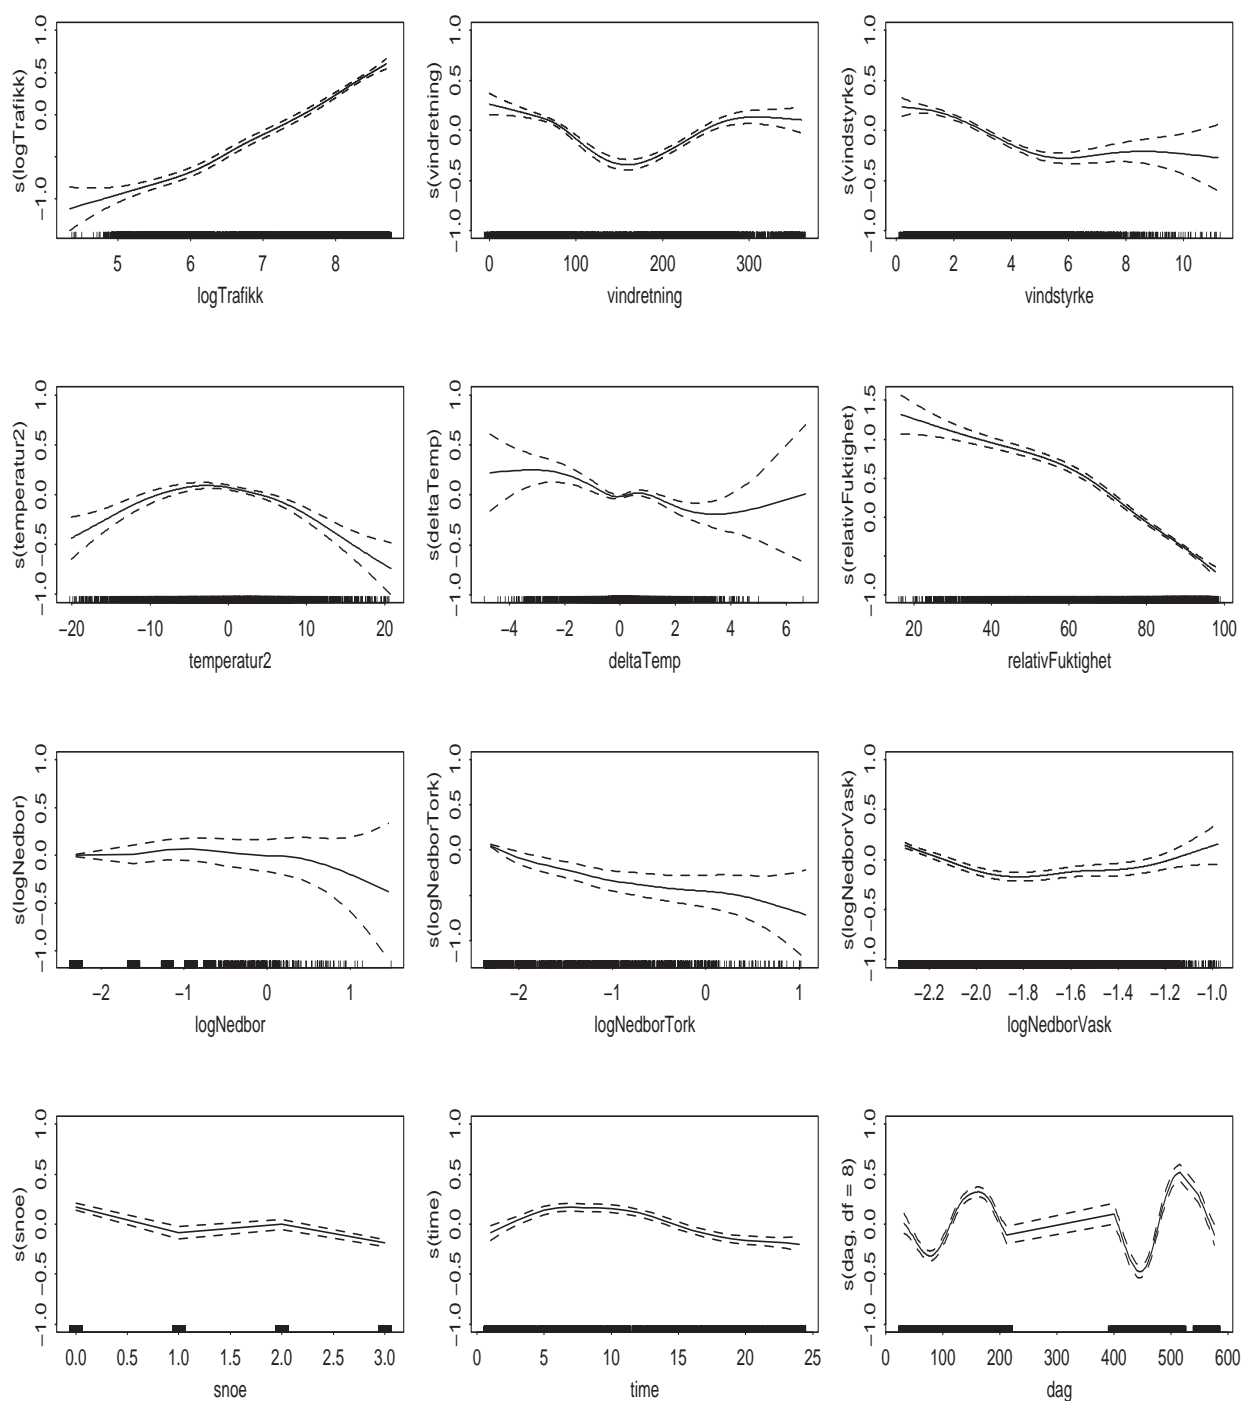 s(logTrafikk)
−1.0 0.0 0.5 1.0
5 6 7 8
logTrafikk
s(vindretning)
−1.0 −0.5 0.0 0.5 1.0
0 100 200 300
vindretning
s(vindstyrke)
−1.0 −0.5 0.0 0.5 1.0
0 2 4 6 8 10
vindstyrke
s(temperatur2)
−1.0 −0.5 0.0 0.5 1.0
−20 −10 0 10 20
temperatur2
s(deltaTemp)
−1.0 −0.5 0.0 0.5 1.0
−4 −2 0 2 4 6
deltaTemp
s(relativFuktighet)
−1.0 0.0 0.5 1.0 1.5
20 40 60 80 100
relativFuktighet
s(logNedbor)
−1.0 −0.5 0.0 0.5 1.0
−2 −1 0 1
logNedbor
s(logNedborTork)
−1.0 0.0 0.5 1.0
−2 −1 0 1
logNedborTork
s(logNedborVask)
−1.0 −0.5 0.0 0.5 1.0
−2.2 −2.0 −1.8 −1.6 −1.4 −1.2 −1.0
logNedborVask
s(snoe)
−1.0 −0.5 0.0 0.5 1.0
0.0 0.5 1.0 1.5 2.0 2.5 3.0
snoe
s(time)
−1.0 −0.5 0.0 0.5 1.0
0 5 10 15 20 25
time
s(dag, df = 8)
−1.0 −0.5 0.0 0.5 1.0
0 100 200 300 400 500 600
dag